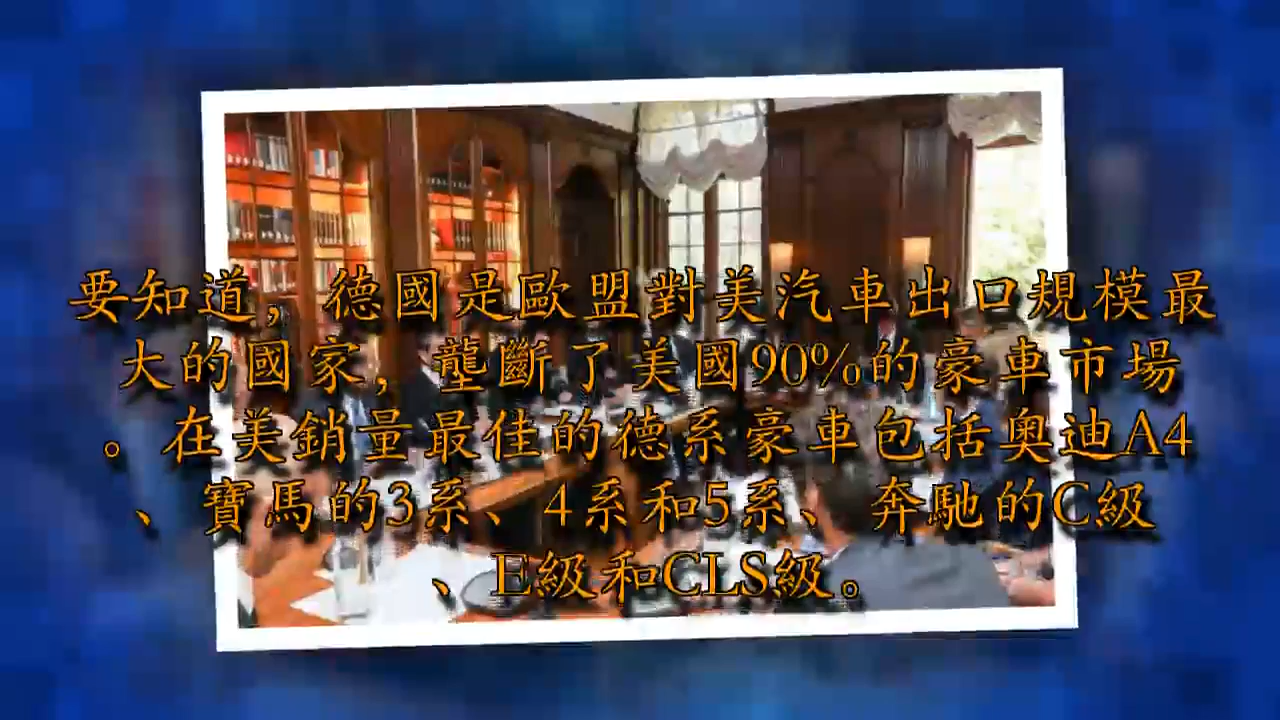 要知道，德國是歐盟對美汽車出口規模最
大的國家，壟斷了美國90%的豪車市場
。在美銷量最佳的德系豪車包括奧迪A4
、寶馬的3系、4系和5系、奔馳的C級
、E級和CLS級。